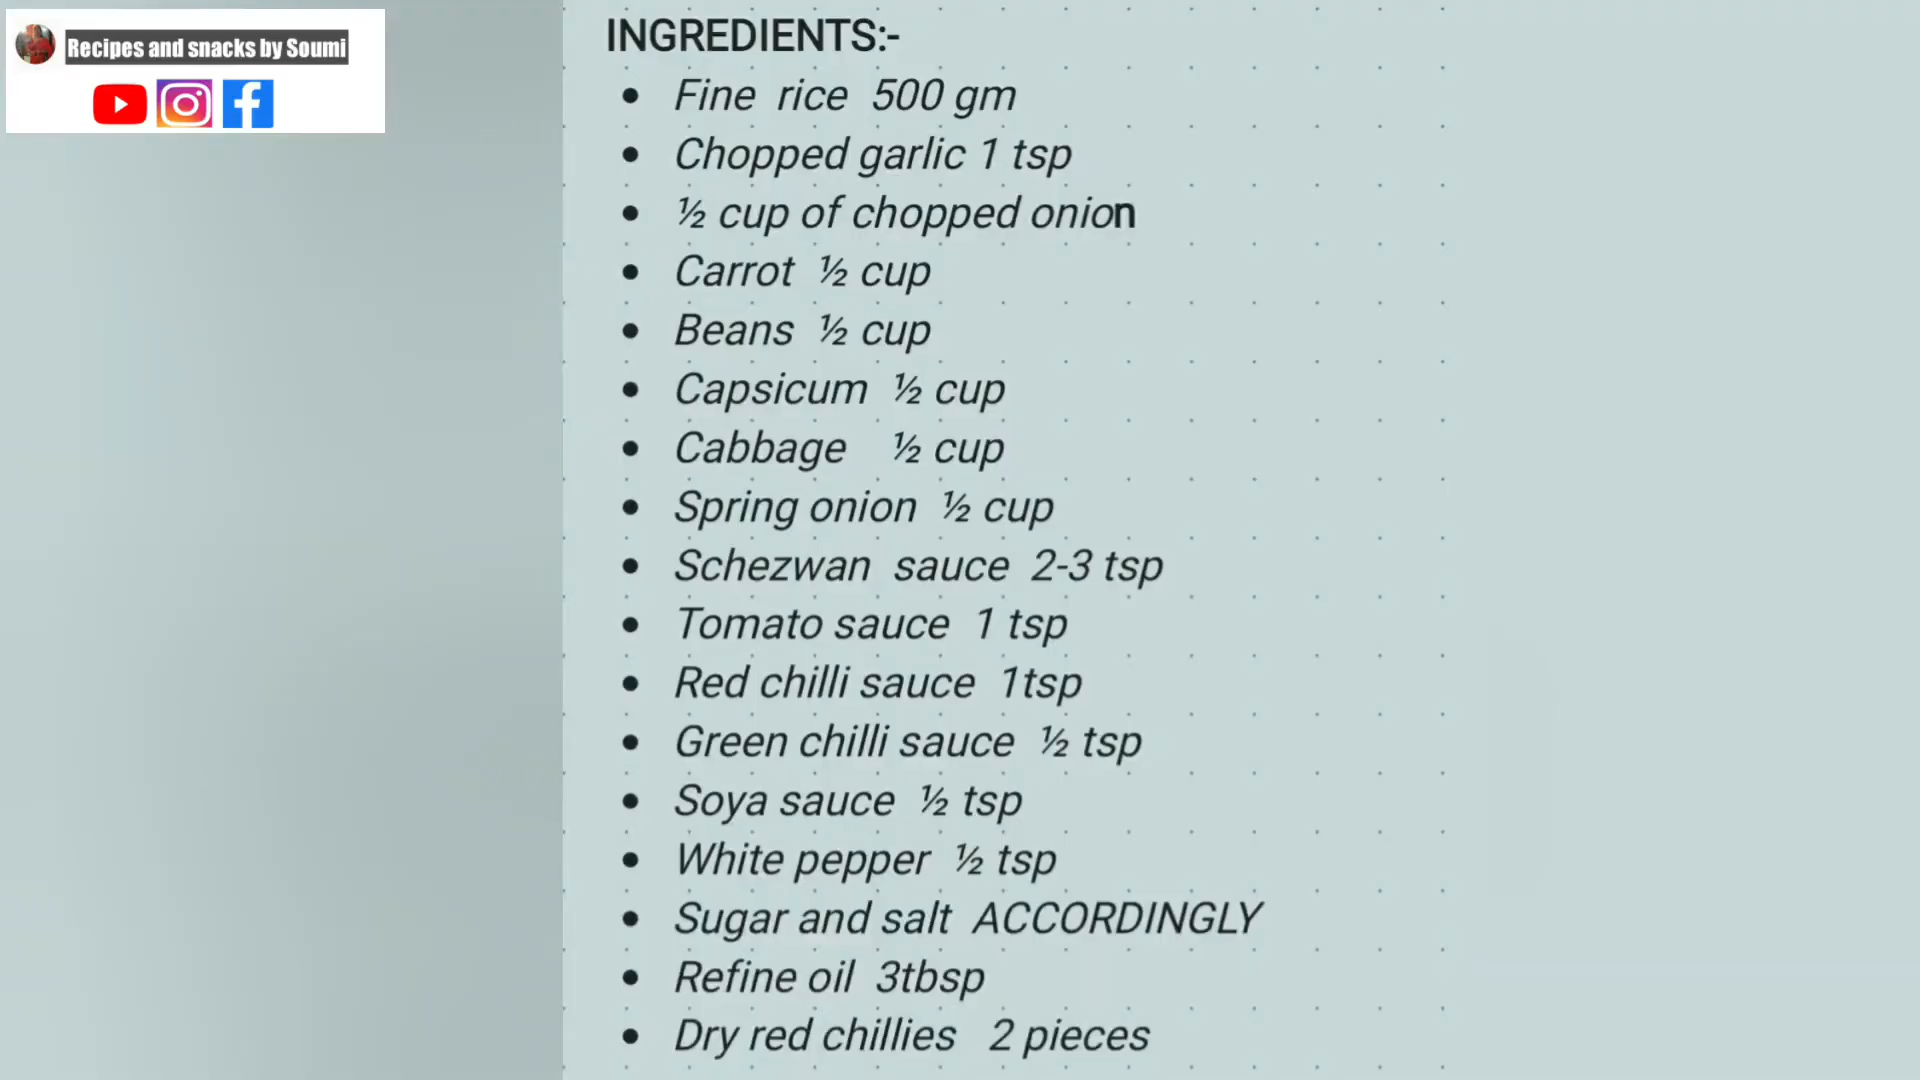 Recipes and snacks by Soumi
INGREDIENTS:-
• Fine rice 500 gm
• Chopped garlic 1 tsp
• ½ cup of chopped onion
• Carrot ½ cup
• Beans ½ cup
• Capsicum ½ cup
• Cabbage ½ cup
• Spring onion ½ cup
• Schezwan sauce 2-3 tsp
• Tomato sauce 1 tsp
• Red chilli sauce 1tsp
• Green chilli sauce ½ tsp
• Soya sauce ½ tsp
• White pepper ½ tsp
• Sugar and salt ACCORDINGLY
• Refine oil 3tbsp
• Dry red chillies 2 pieces